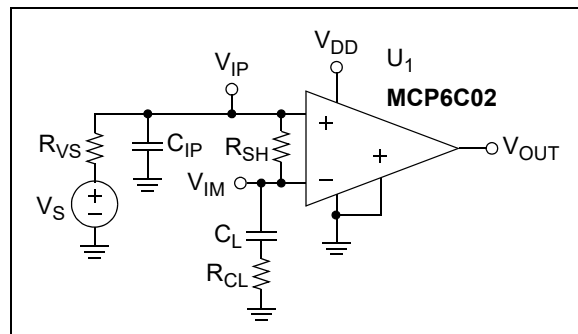 V_DD
U_1
MCP6C02
V_IP
R_VS
C_IP
R_SH
+
−
+
V_OUT
V_IM
V_S
+
−
C_L
R_CL